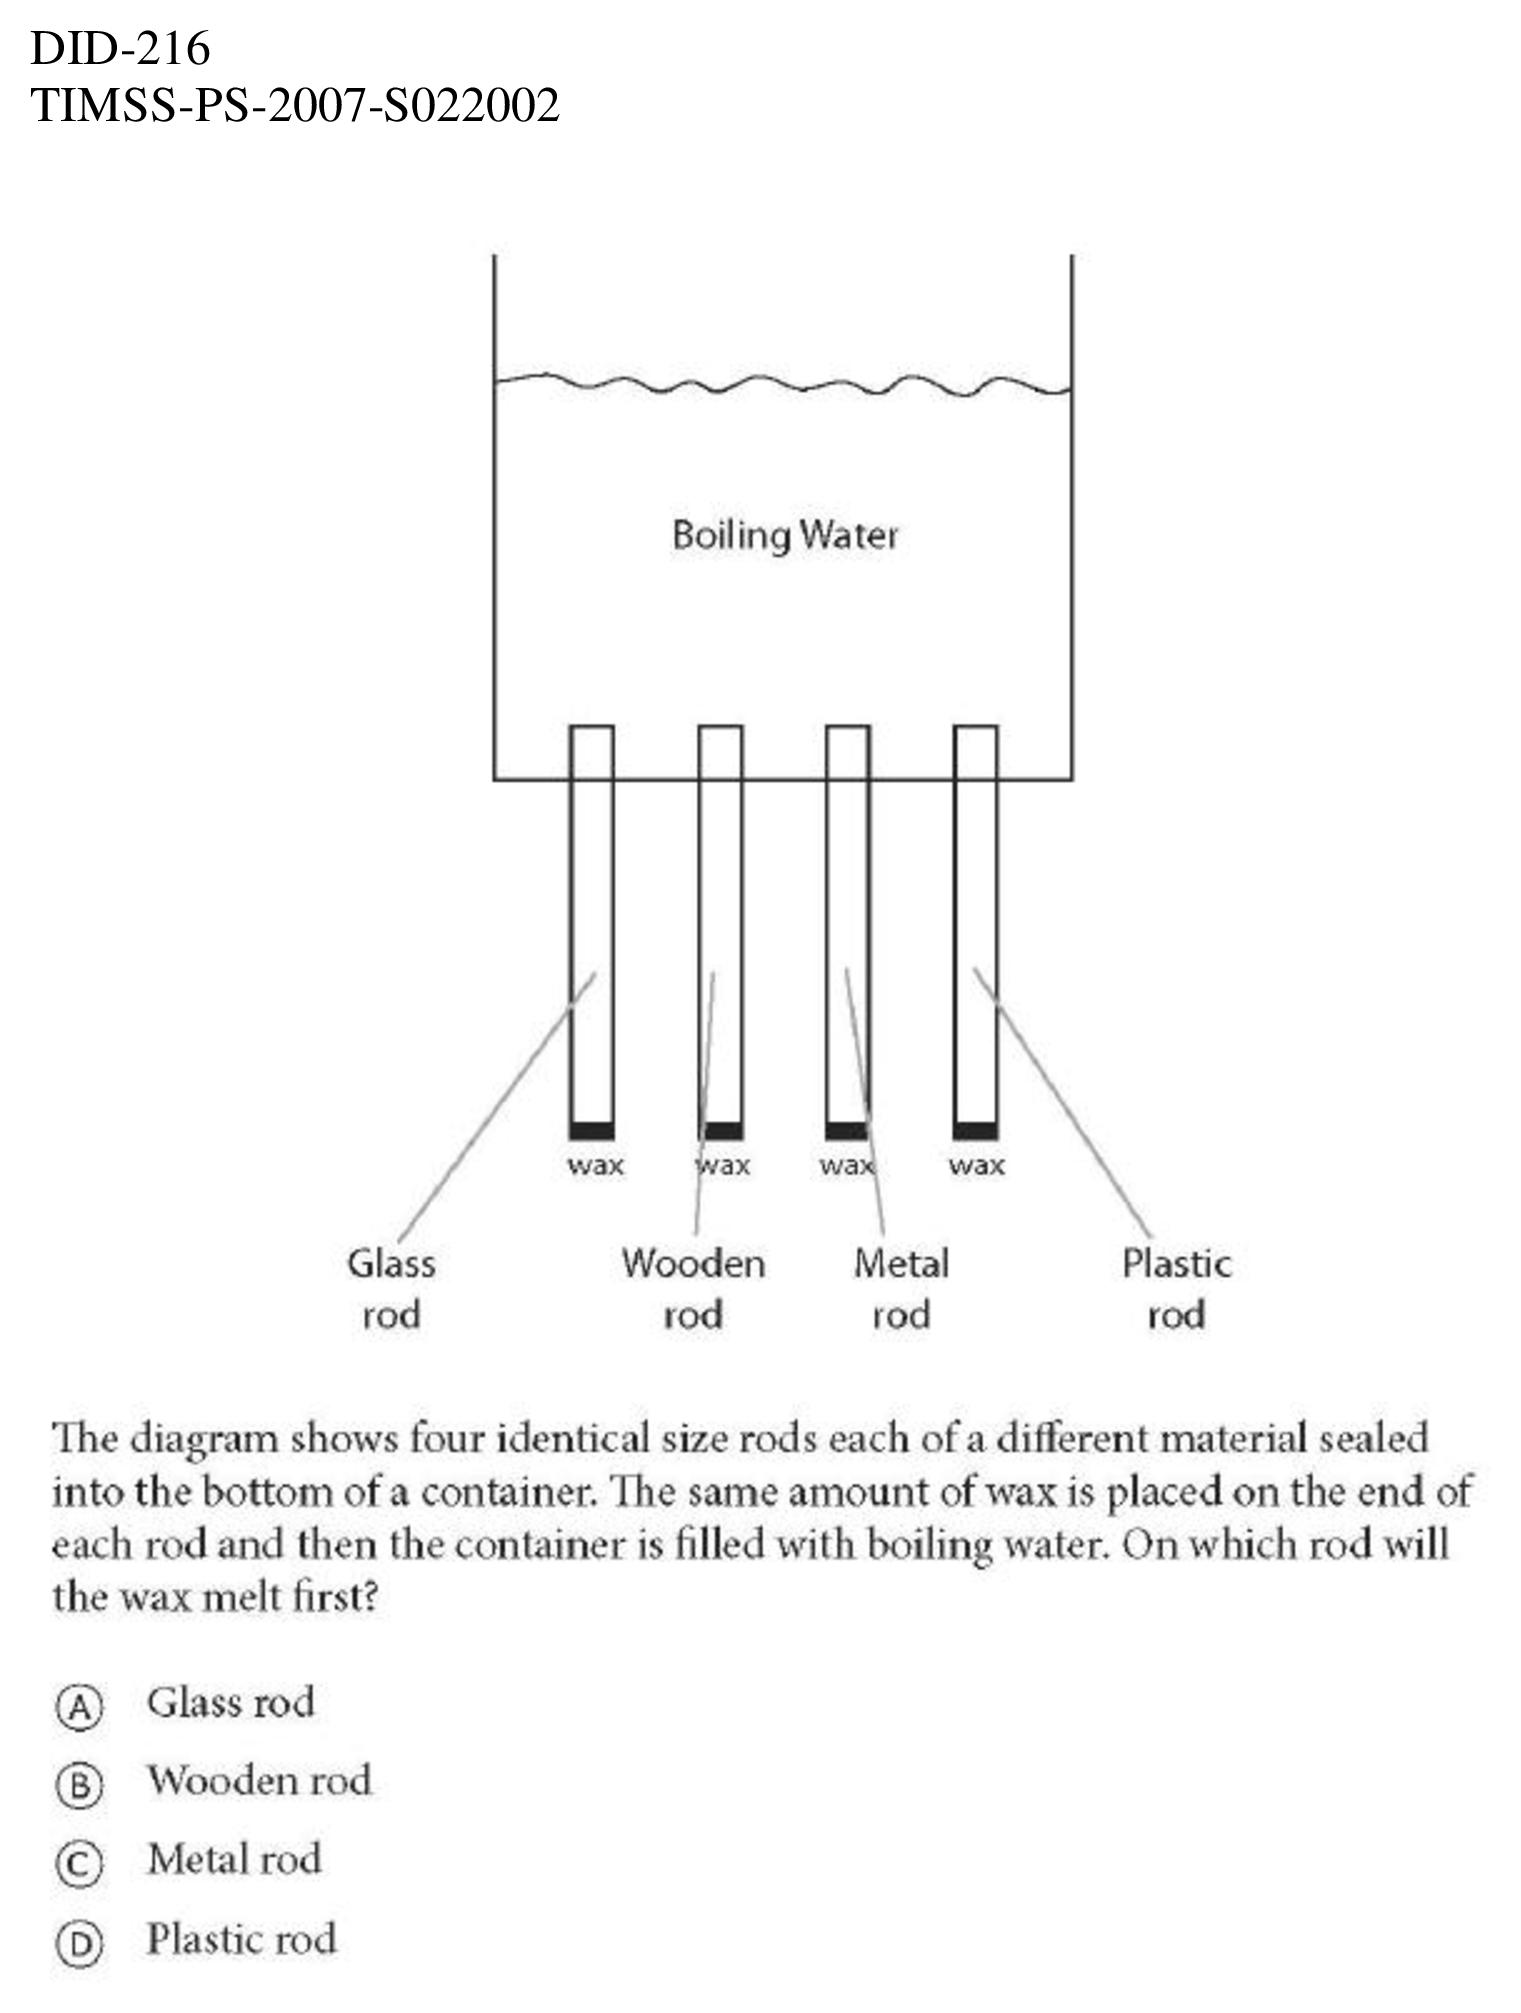 DID-216
TIMSS-PS-2007-S022002
Boiling Water
wax wax wax wax
Glass rod
Wooden rod
Metal rod
Plastic rod
The diagram shows four identical size rods each of a different material sealed
into the bottom of a container. The same amount of wax is placed on the end of
each rod and then the container is filled with boiling water. On which rod will
the wax melt first?
A Glass rod
B Wooden rod
C Metal rod
D Plastic rod